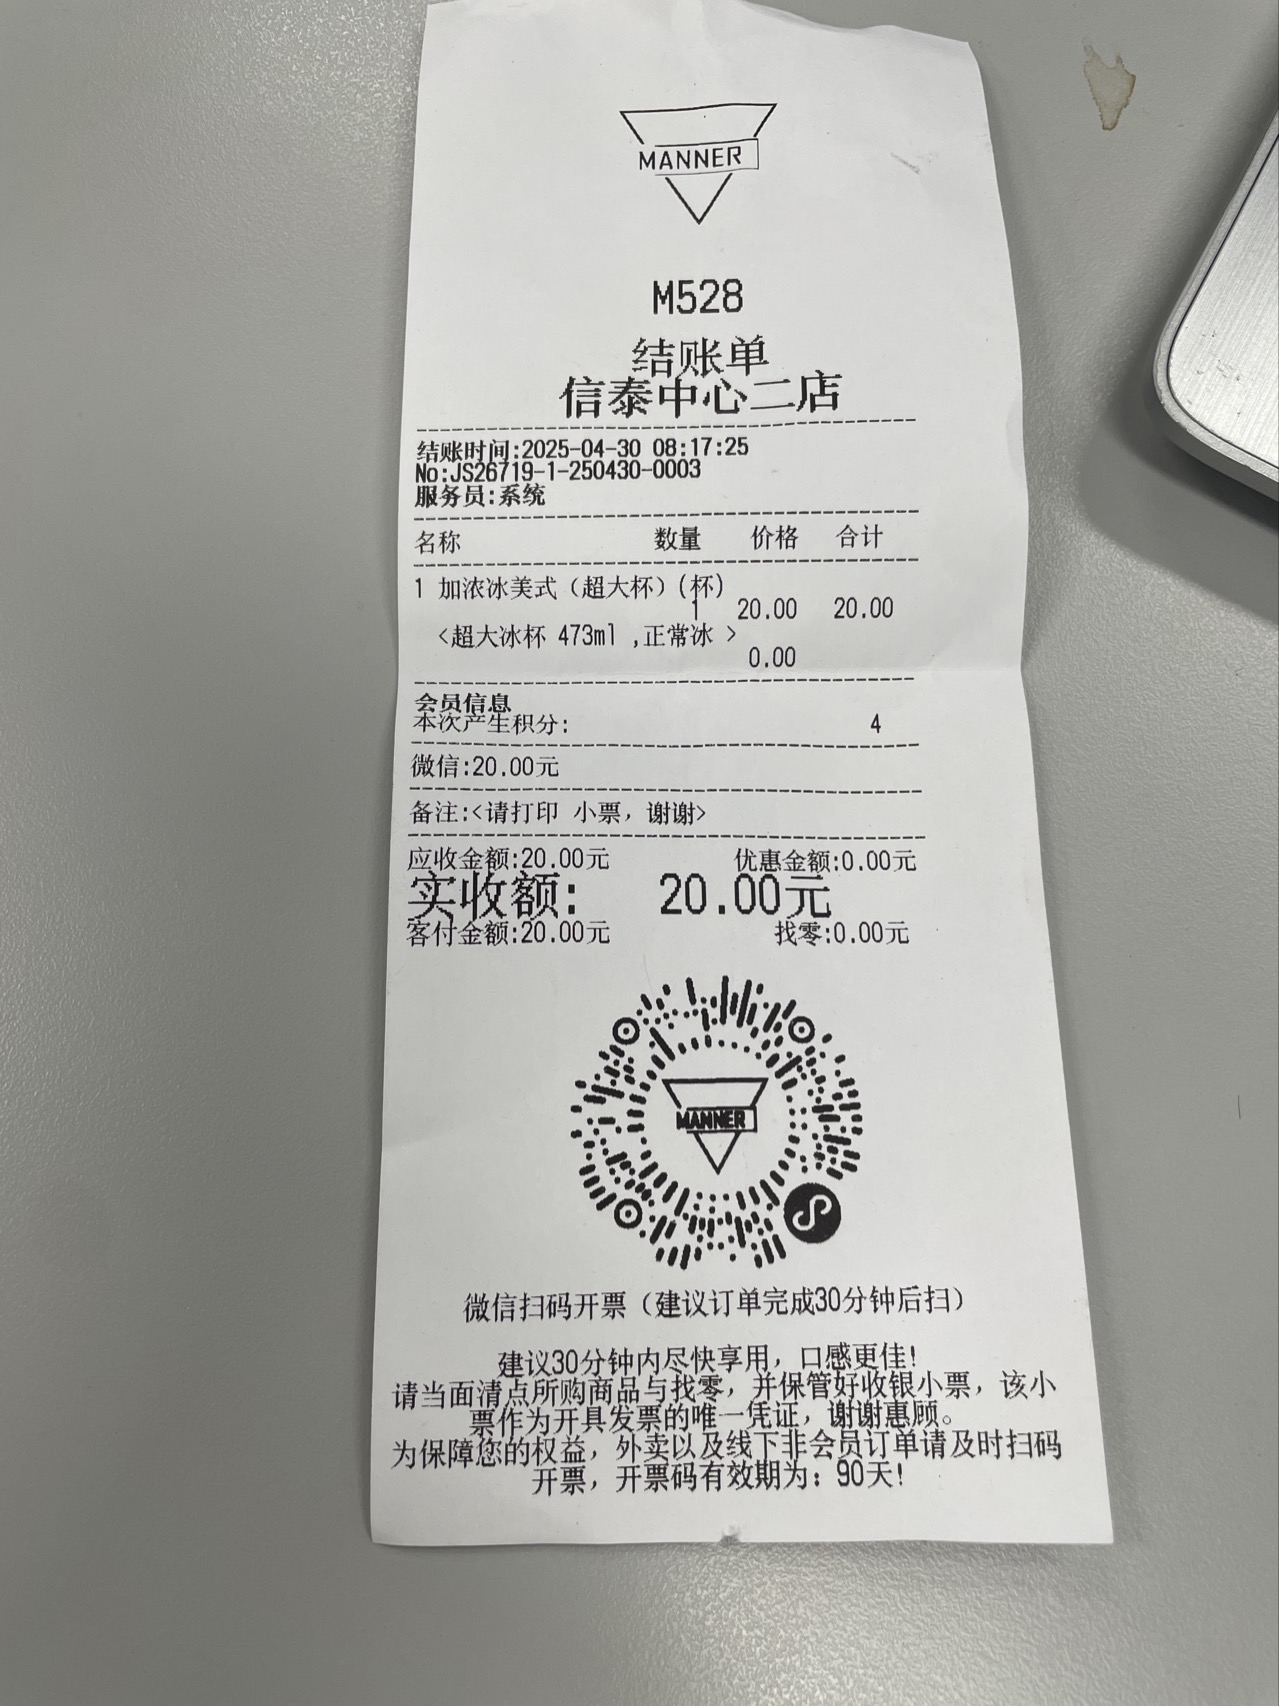 MANNER
M528
结账单
信泰中心二店
结账时间:2025-04-30 08:17:25
No:JS26719-1-250430-0003
服务员:系统
名称 数量 价格 合计
1 加浓冰美式（超大杯）(杯)
1 20.00 20.00
<超大冰杯 473ml ,正常冰 >
0.00
会员信息
本次产生积分: 4
微信:20.00元
备注:<请打印 小票，谢谢>
应收金额:20.00元 优惠金额:0.00元
实收额: 20.00元
客付金额:20.00元 找零:0.00元
MANNER
微信扫码开票（建议订单完成30分钟后扫）
建议30分钟内尽快享用，口感更佳!
请当面清点所购商品与找零，并保管好收银小票，该小
票作为开具发票的唯一凭证，谢谢惠顾。
为保障您的权益，外卖以及线下非会员订单请及时扫码
开票，开票码有效期为：90天!